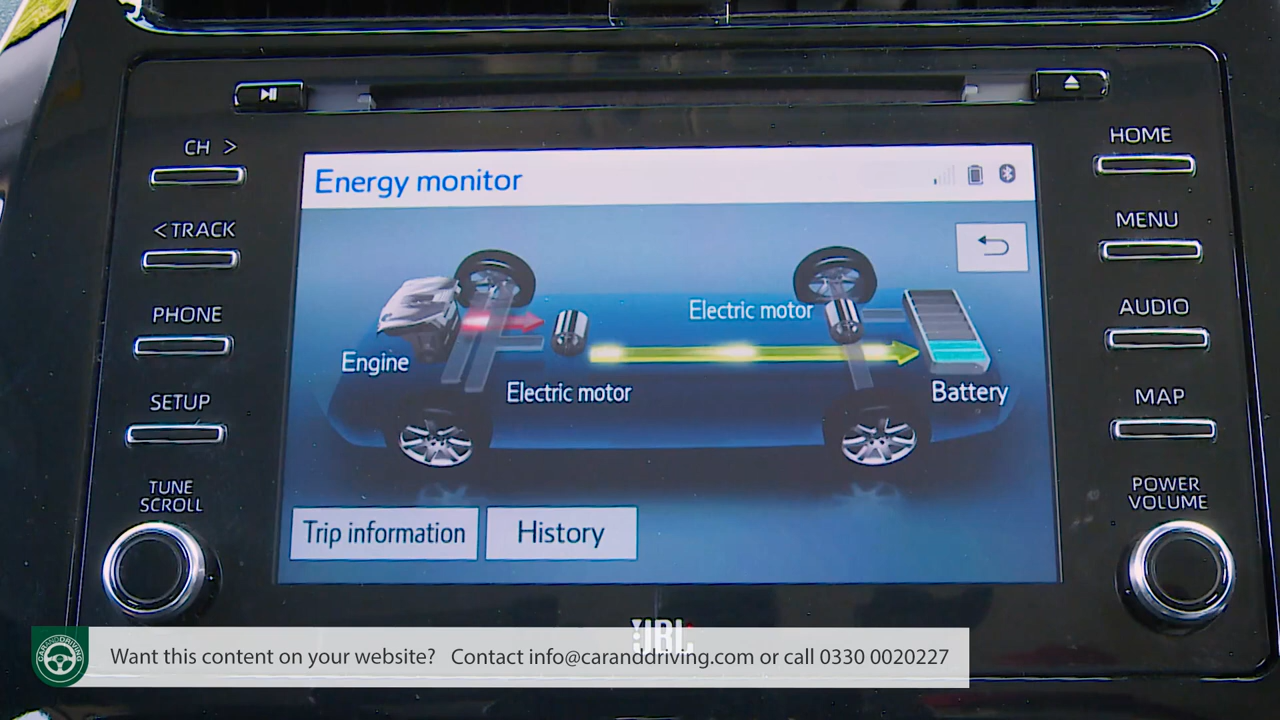 CH >
< TRACK
PHONE
SETUP
TUNE
SCROLL
Energy monitor
Engine
Electric motor
Electric motor
Battery
Trip information
History
HOME
MENU
AUDIO
MAP
POWER
VOLUME
JBL
CARANDDRIVING
Want this content on your website? Contact info@caranddriving.com or call 0330 0020227